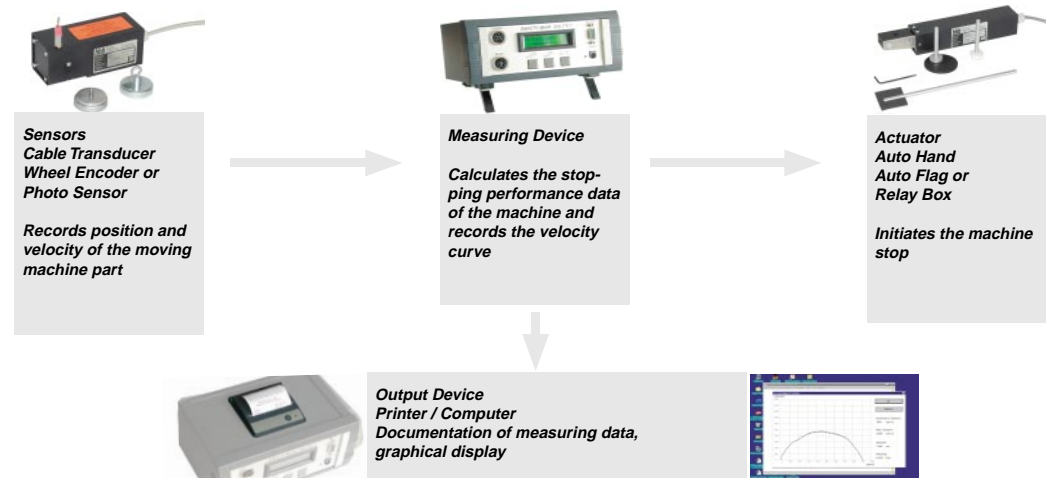 Sensors
Cable Transducer
Wheel Encoder or
Photo Sensor
Records position and
velocity of the moving
machine part
Measuring Device
Calculates the stop-
ping performance data
of the machine and
records the velocity
curve
Actuator
Auto Hand
Auto Flag or
Relay Box
Initiates the machine
stop
Output Device
Printer / Computer
Documentation of measuring data,
graphical display